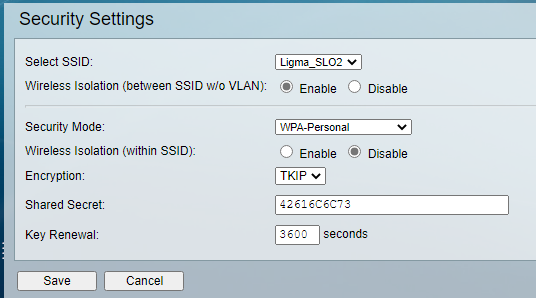 Security Settings
Select SSID: Ligma_SLO2
Wireless Isolation (between SSID w/o VLAN): Enable Disable
Security Mode: WPA-Personal
Wireless Isolation (within SSID): Enable Disable
Encryption: TKIP
Shared Secret: 42616C6C73
Key Renewal: 3600 seconds
Save Cancel